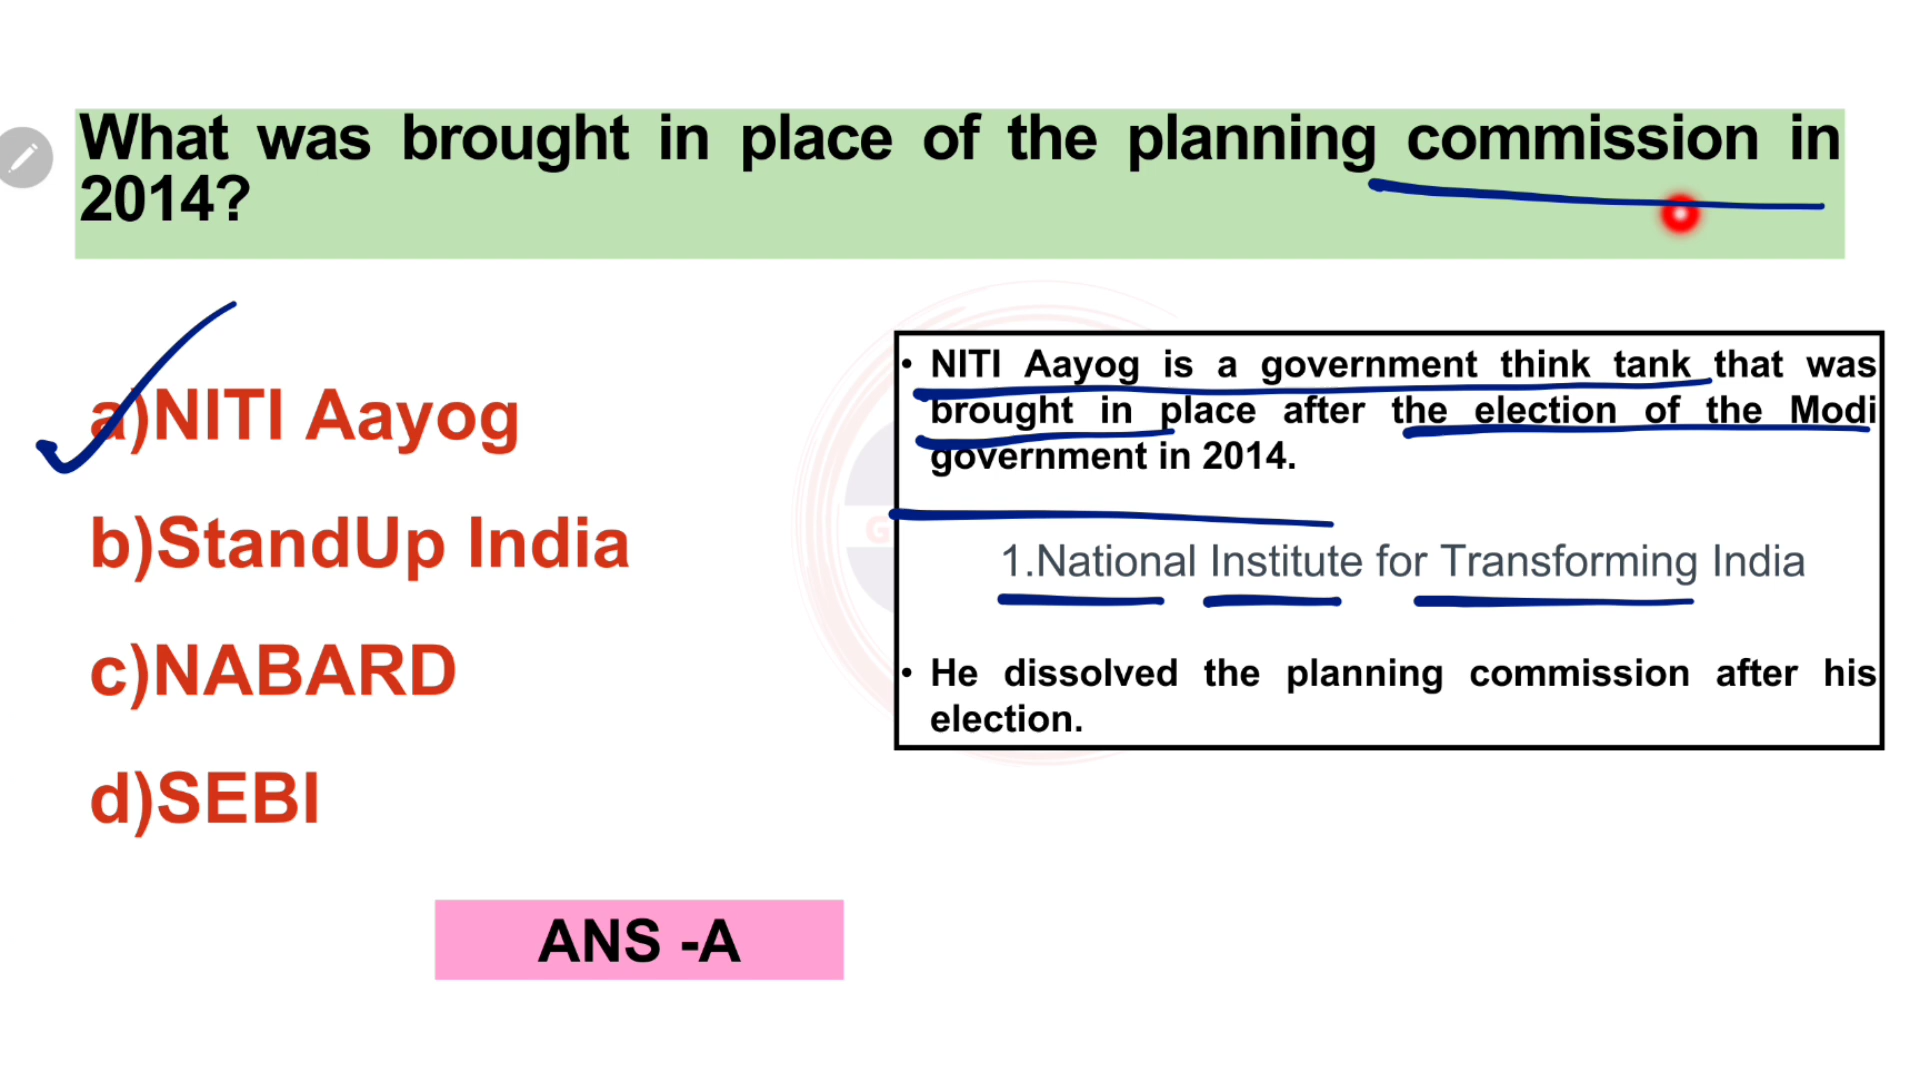 What was brought in place of the planning commission in
2014?
a)NITI Aayog
b)StandUp India
c)NABARD
d)SEBI
• NITI Aayog is a government think tank that was
brought in place after the election of the Modi
government in 2014.
1.National Institute for Transforming India
• He dissolved the planning commission after his
election.
ANS -A